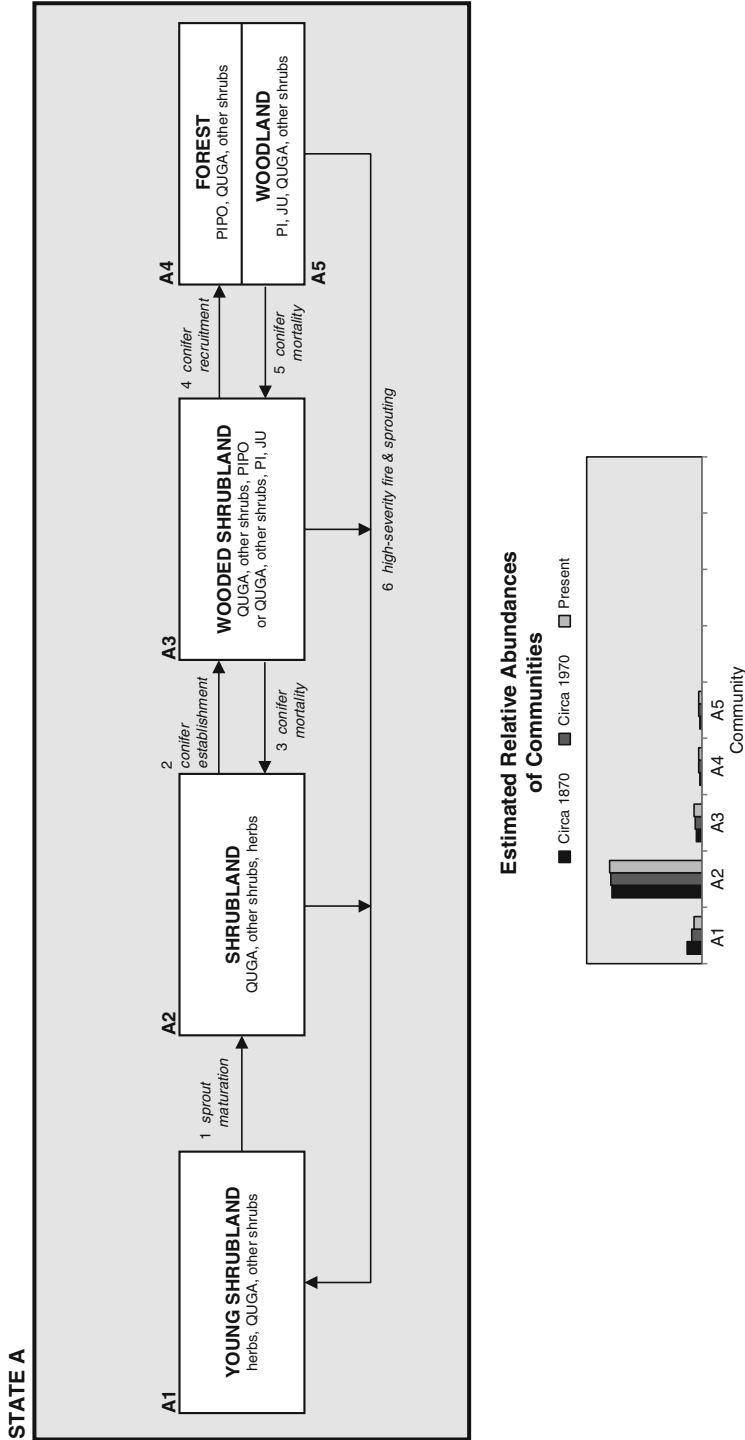 STATE A
A1
YOUNG SHRUBLAND
herbs, QUGA, other shrubs
1 sprout
maturation
A2
SHRUBLAND
QUGA, other shrubs, herbs
2
conifer
establishment
3 conifer
mortality
A3
WOODED SHRUBLAND
QUGA, other shrubs, PIPO
or QUGA, other shrubs, PI, JU
4 conifer
recruitment
5 conifer
mortality
A4
FOREST
PIPO, QUGA, other shrubs
WOODLAND
PI, JU, QUGA, other shrubs
A5
6 high-severity fire & sprouting
Estimated Relative Abundances
of Communities
Circa 1870 Circa 1970 Present
A1 A2 A3 A4 A5
Community